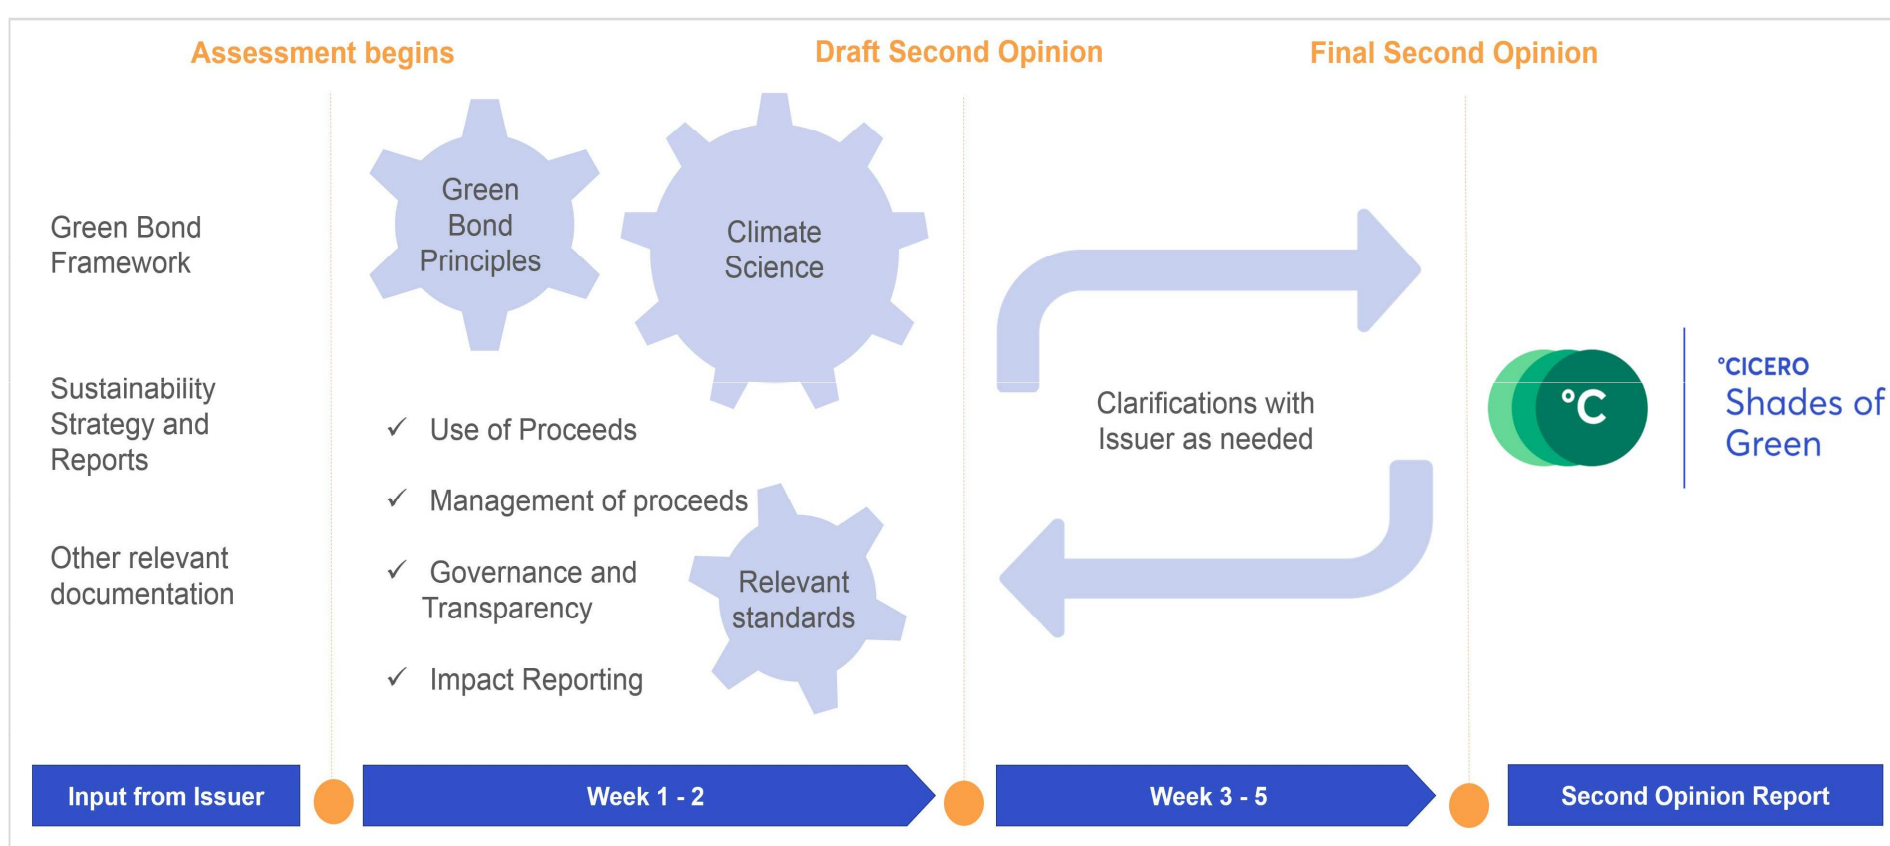 Assessment begins
Draft Second Opinion
Final Second Opinion
Green Bond
Framework
Sustainability
Strategy and
Reports
Other relevant
documentation
Green
Bond
Principles
Climate
Science
✓ Use of Proceeds
✓ Management of proceeds
✓ Governance and
Transparency
✓ Impact Reporting
Relevant
standards
Clarifications with
Issuer as needed
°C
°CICERO
Shades of
Green
Input from Issuer
Week 1 - 2
Week 3 - 5
Second Opinion Report